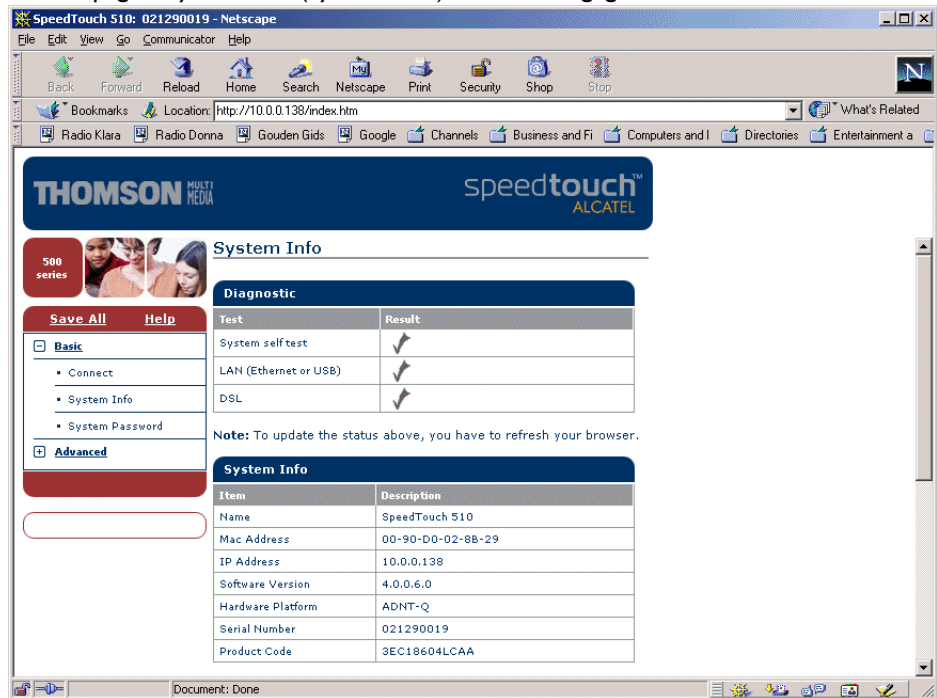 SpeedTouch 510: 021290019 - Netscape
File Edit View Go Communicator Help
Back Forward Reload Home Search Netscape Print Security Shop Stop
My
N
Bookmarks Location: http://10.0.0.138/index.htm What's Related
Radio Klara Radio Donna Gouden Gids Google Channels Business and Fi Computers and I Directories Entertainment a
THOMSON MULTI MEDIA
speedtouch™
ALCATEL
500 series
System Info
Diagnostic
Save All Help
Test Result
Basic
System self test
Connect
LAN (Ethernet or USB)
System Info
DSL
System Password
Note: To update the status above, you have to refresh your browser.
Advanced
System Info
Item Description
Name SpeedTouch 510
Mac Address 00-90-D0-02-8B-29
IP Address 10.0.0.138
Software Version 4.0.0.6.0
Hardware Platform ADNT-Q
Serial Number 021290019
Product Code 3EC18604LCAA
Document: Done